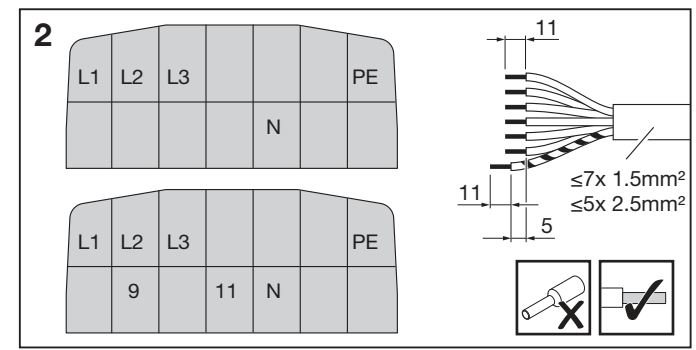 2
L1 L2 L3 PE
N
L1 L2 L3 PE
9 11 N
11
≤7x 1.5mm²
≤5x 2.5mm²
11
5